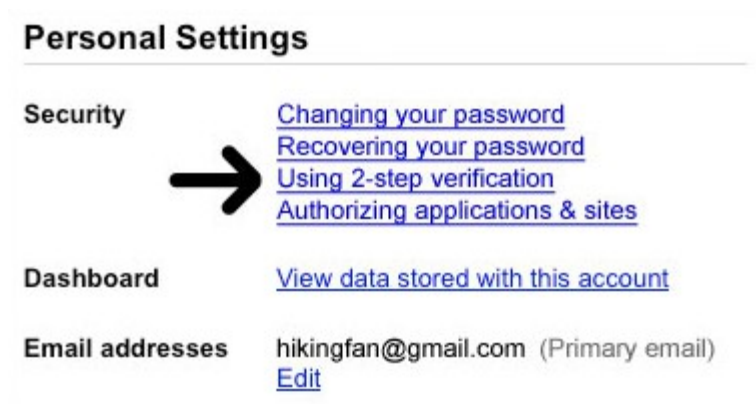 Personal Settings
Security
Changing your password
Recovering your password
Using 2-step verification
Authorizing applications & sites
Dashboard
View data stored with this account
Email addresses
hikingfan@gmail.com (Primary email)
Edit